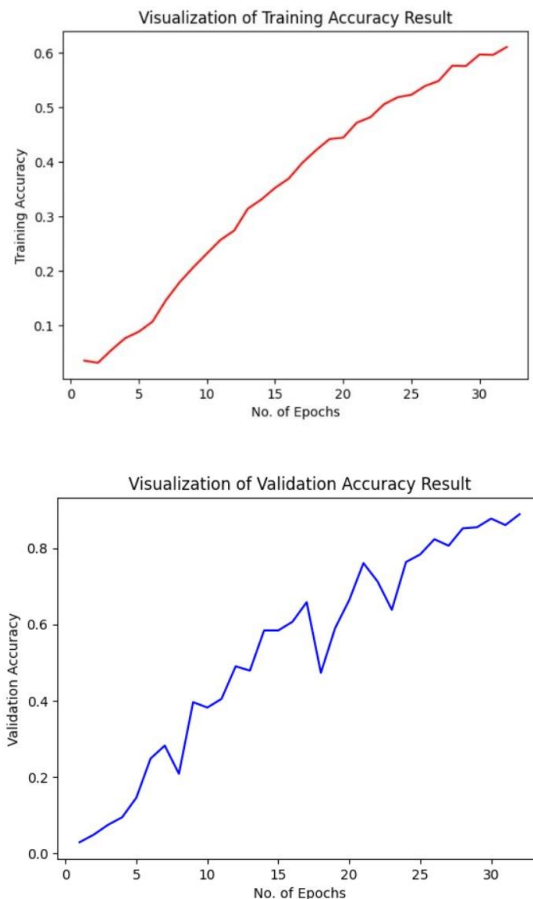 Visualization of Training Accuracy Result
0.6
0.5
0.4
0.3
0.2
0.1
Training Accuracy
0 5 10 15 20 25 30
No. of Epochs
Visualization of Validation Accuracy Result
0.8
0.6
0.4
0.2
0.0
Validation Accuracy
0 5 10 15 20 25 30
No. of Epochs